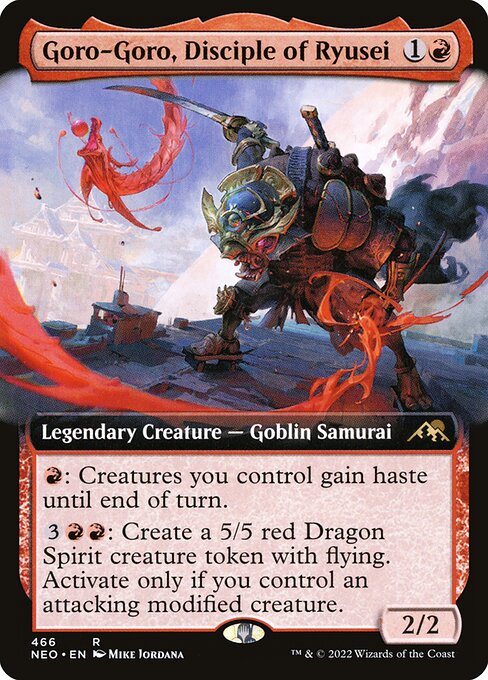 Goro-Goro, Disciple of Ryusei 1
Legendary Creature — Goblin Samurai
: Creatures you control gain haste
until end of turn.
3 : Create a 5/5 red Dragon
Spirit creature token with flying.
Activate only if you control an
attacking modified creature.
2/2
466 R
NEO • EN Mike Jordana
™ & © 2022 Wizards of the Coast